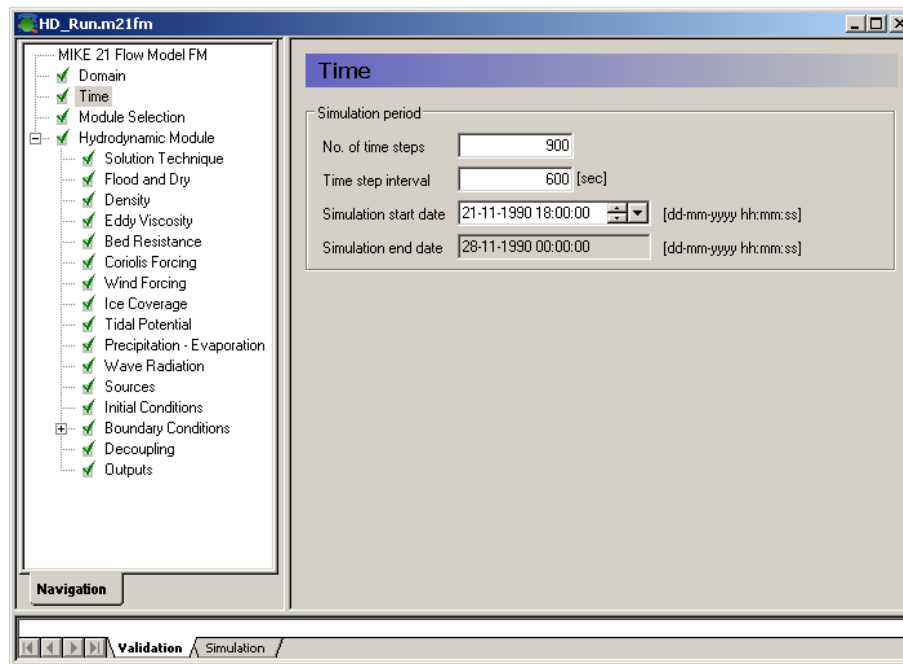 HD_Run.m21fm
MIKE 21 Flow Model FM
Domain
Time
Module Selection
Hydrodynamic Module
Solution Technique
Flood and Dry
Density
Eddy Viscosity
Bed Resistance
Coriolis Forcing
Wind Forcing
Ice Coverage
Tidal Potential
Precipitation - Evaporation
Wave Radiation
Sources
Initial Conditions
Boundary Conditions
Decoupling
Outputs
Navigation
Time
Simulation period
No. of time steps 900
Time step interval 600 [sec]
Simulation start date 21-11-1990 18:00:00 [dd-mm-yyyy hh:mm:ss]
Simulation end date 28-11-1990 00:00:00 [dd-mm-yyyy hh:mm:ss]
Validation Simulation